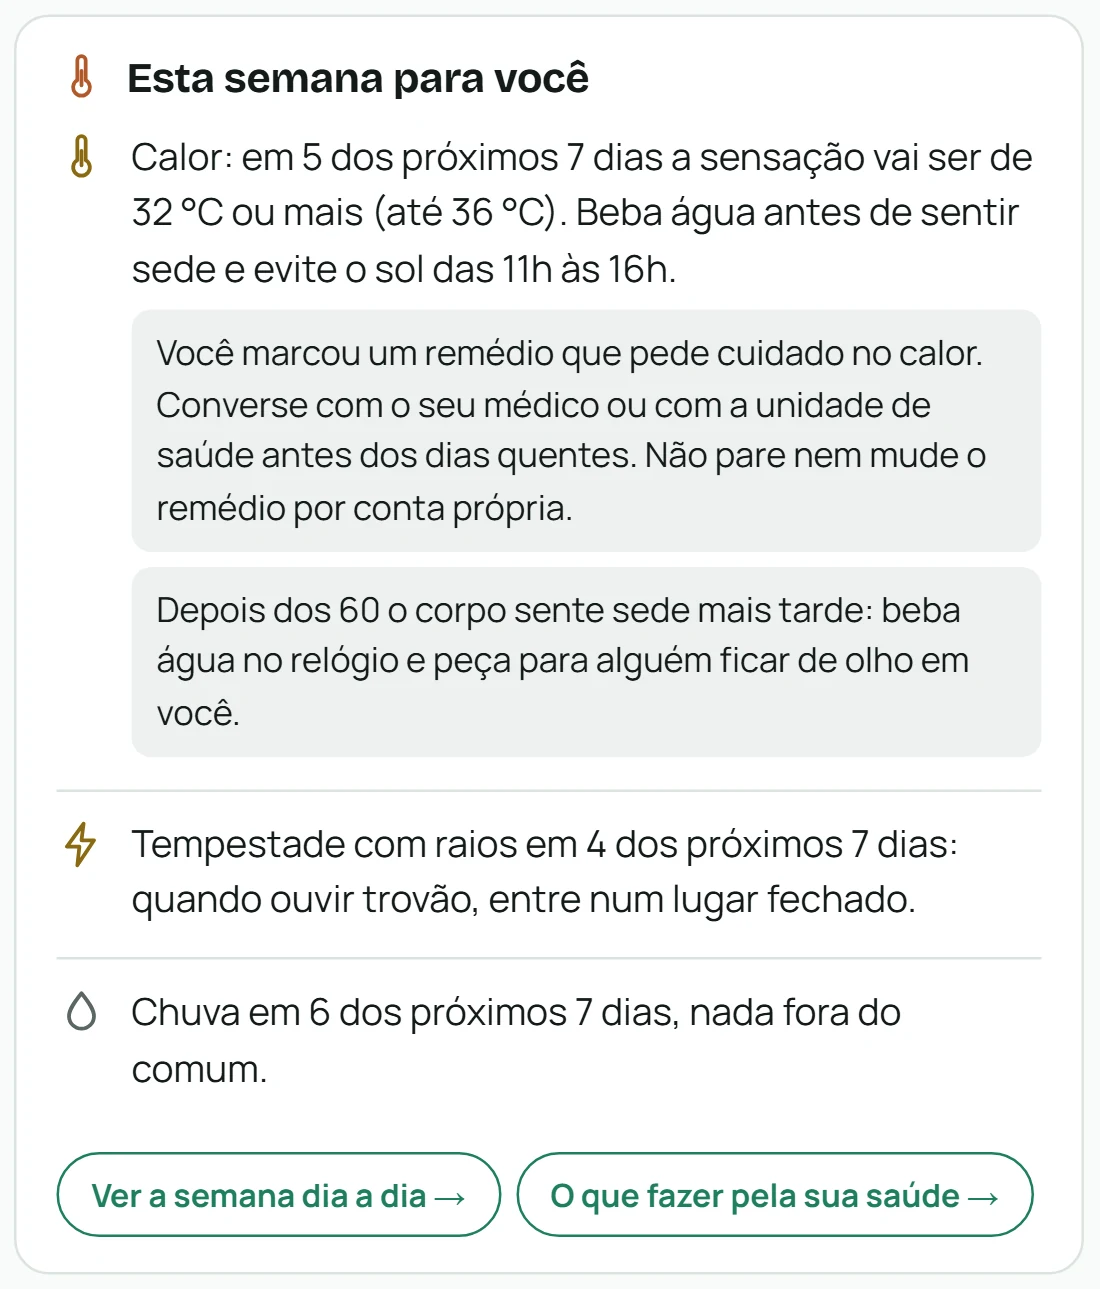 Esta semana para você
Calor: em 5 dos próximos 7 dias a sensação vai ser de
32 °C ou mais (até 36 °C). Beba água antes de sentir
sede e evite o sol das 11h às 16h.
Você marcou um remédio que pede cuidado no calor.
Converse com o seu médico ou com a unidade de
saúde antes dos dias quentes. Não pare nem mude o
remédio por conta própria.
Depois dos 60 o corpo sente sede mais tarde: beba
água no relógio e peça para alguém ficar de olho em
você.
Tempestade com raios em 4 dos próximos 7 dias:
quando ouvir trovão, entre num lugar fechado.
Chuva em 6 dos próximos 7 dias, nada fora do
comum.
Ver a semana dia a dia →
O que fazer pela sua saúde →